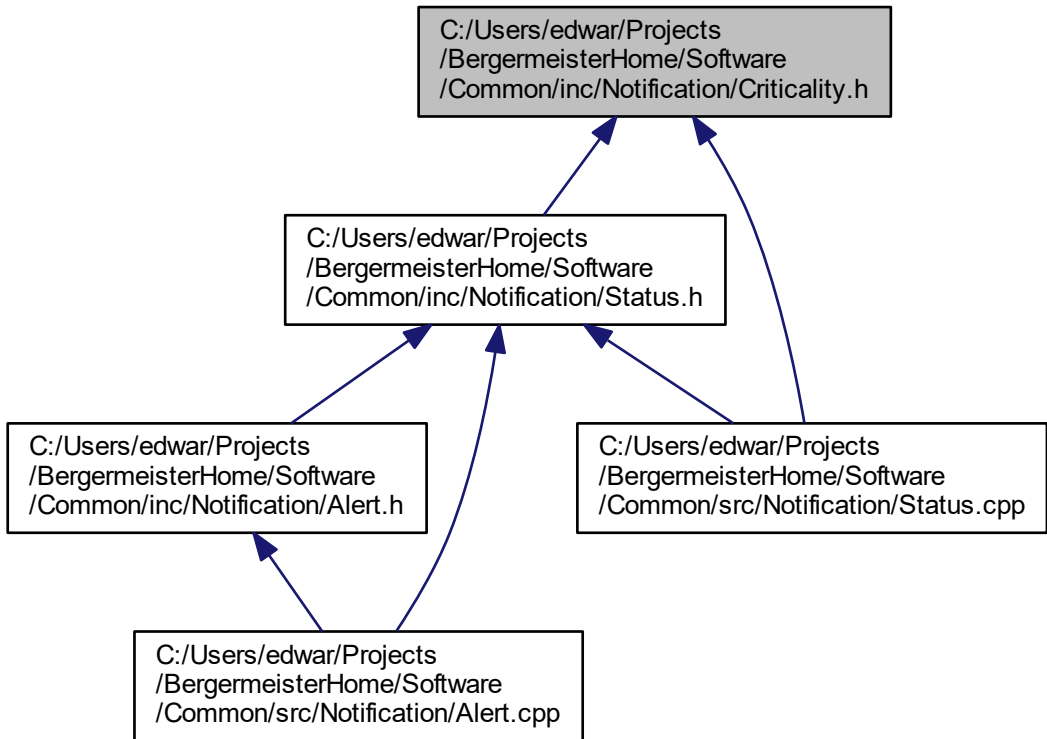 C:/Users/edwar/Projects
/BergermeisterHome/Software
/Common/inc/Notification/Criticality.h
C:/Users/edwar/Projects
/BergermeisterHome/Software
/Common/inc/Notification/Status.h
C:/Users/edwar/Projects
/BergermeisterHome/Software
/Common/inc/Notification/Alert.h
C:/Users/edwar/Projects
/BergermeisterHome/Software
/Common/src/Notification/Status.cpp
C:/Users/edwar/Projects
/BergermeisterHome/Software
/Common/src/Notification/Alert.cpp